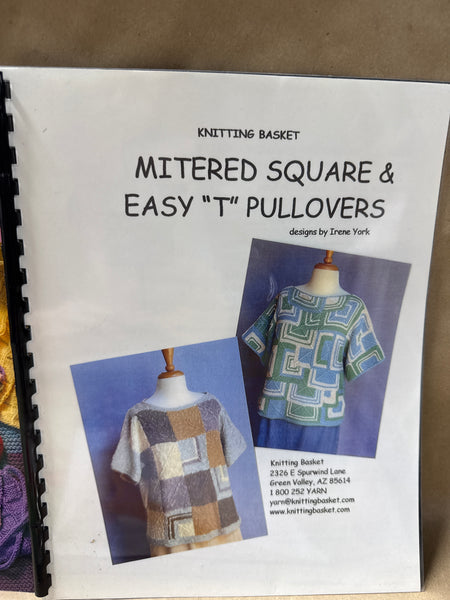 KNITTING BASKET
MITERED SQUARE &
EASY “T” PULLOVERS
designs by Irene York
Knitting Basket
2326 E Spurwind Lane
Green Valley, AZ 85614
1 800 252 YARN
yarn@knittingbasket.com
www.knittingbasket.com